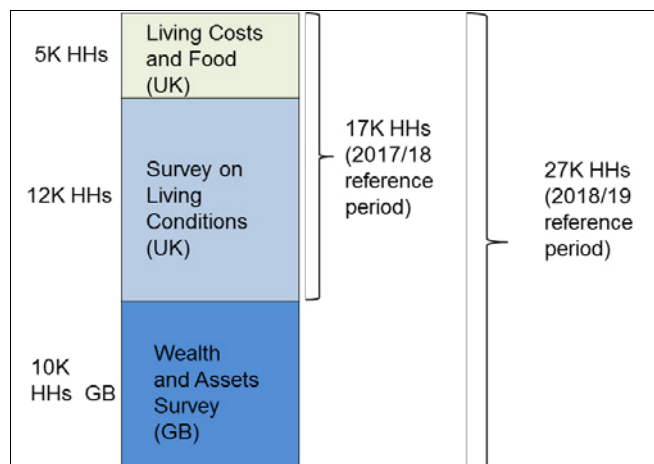 5K HHs
Living Costs
and Food
(UK)
12K HHs
Survey on
Living
Conditions
(UK)
10K
HHs GB
Wealth
and Assets
Survey
(GB)
17K HHs
(2017/18
reference
period)
27K HHs
(2018/19
reference
period)